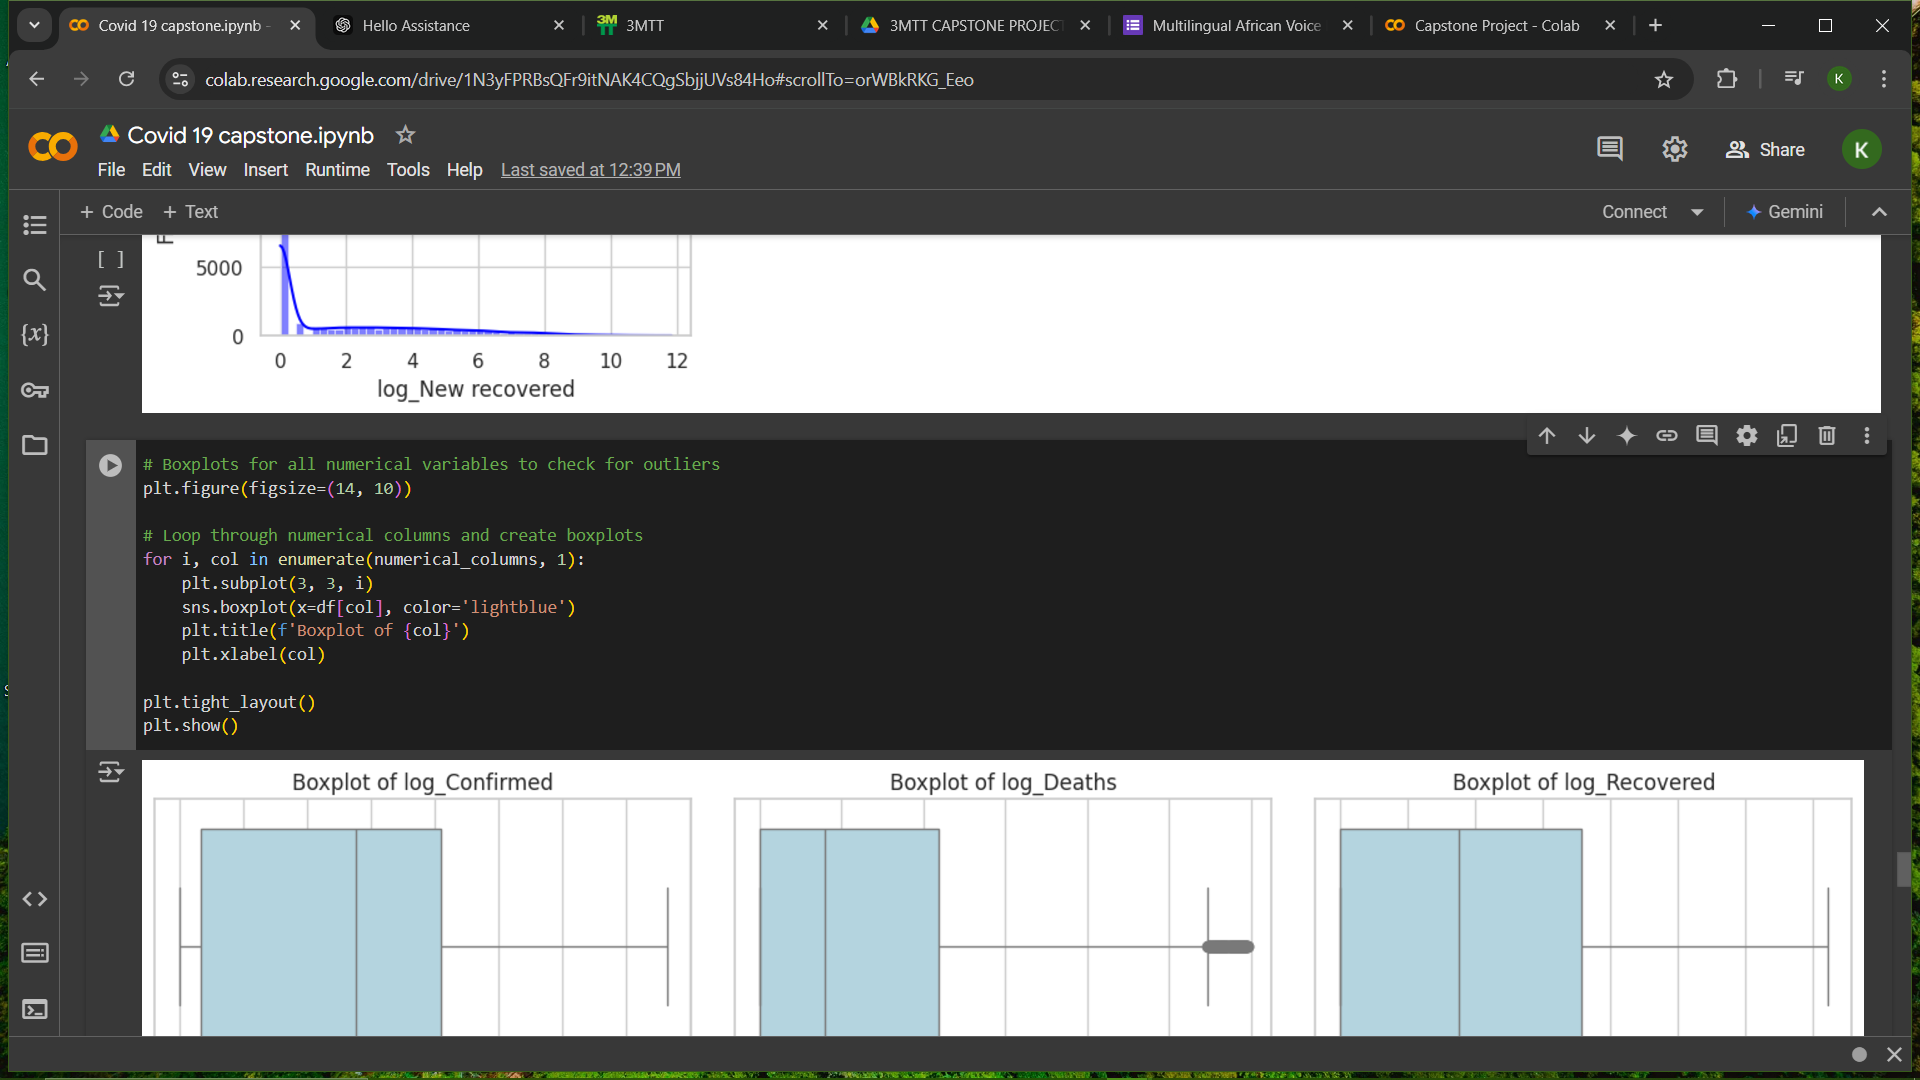 Covid 19 capstone.ipynb -
Hello Assistance
3MTT
3MTT CAPSTONE PROJECT
Multilingual African Voice
Capstone Project - Colab
colab.research.google.com/drive/1N3yFPRBsQFr9itNAK4CQgSbjjUVs84Ho#scrollTo=orWBkRKG_Eeo
K
Covid 19 capstone.ipynb
Share
K
File Edit View Insert Runtime Tools Help Last saved at 12:39 PM
+ Code + Text
Connect
Gemini
[ ]
5000
0
0 2 4 6 8 10 12
log_New recovered
# Boxplots for all numerical variables to check for outliers
plt.figure(figsize=(14, 10))
# Loop through numerical columns and create boxplots
for i, col in enumerate(numerical_columns, 1):
plt.subplot(3, 3, i)
sns.boxplot(x=df[col], color='lightblue')
plt.title(f'Boxplot of {col}')
plt.xlabel(col)
plt.tight_layout()
plt.show()
Boxplot of log_Confirmed
Boxplot of log_Deaths
Boxplot of log_Recovered